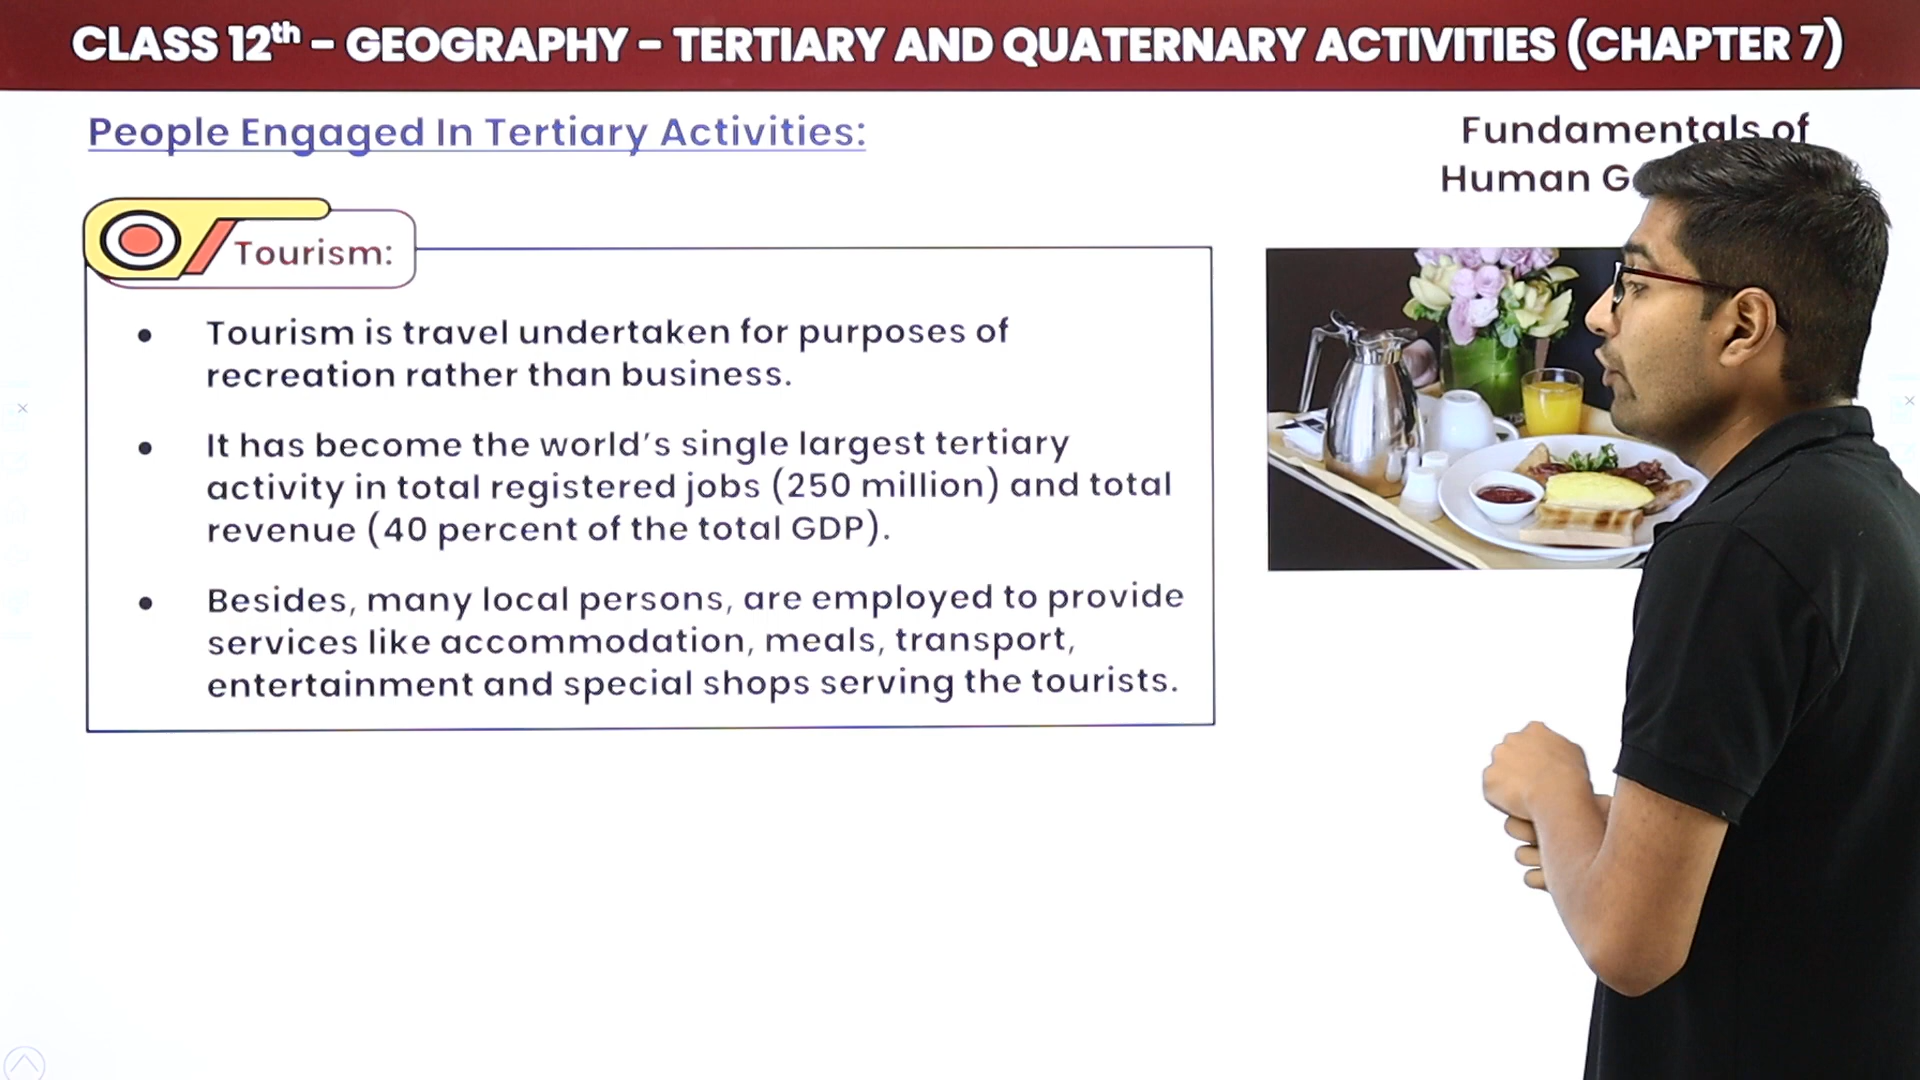 CLASS 12th – GEOGRAPHY – TERTIARY AND QUATERNARY ACTIVITIES (CHAPTER 7)
People Engaged In Tertiary Activities:
Fundamentals of
Human
Tourism:
• Tourism is travel undertaken for purposes of
recreation rather than business.
• It has become the world’s single largest tertiary
activity in total registered jobs (250 million) and total
revenue (40 percent of the total GDP).
• Besides, many local persons, are employed to provide
services like accommodation, meals, transport,
entertainment and special shops serving the tourists.